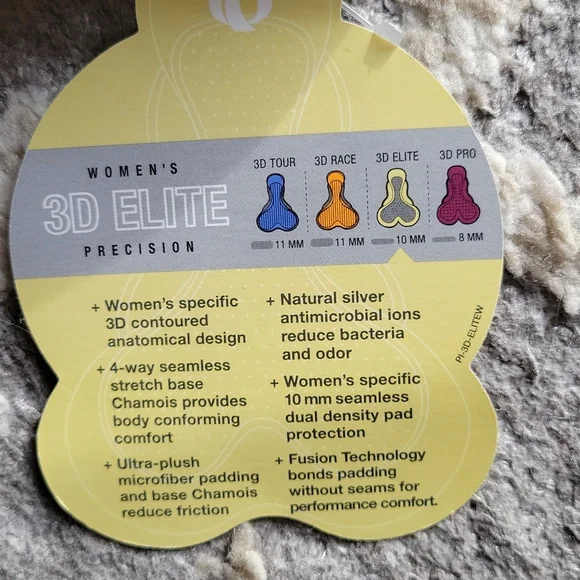 WOMEN'S
3D ELITE
PRECISION
3D TOUR 3D RACE 3D ELITE 3D PRO
11 MM 11 MM 10 MM 8 MM
+ Women's specific
3D contoured
anatomical design
+ 4-way seamless
stretch base
Chamois provides
body conforming
comfort
+ Ultra-plush
microfiber padding
and base Chamois
reduce friction
+ Natural silver
antimicrobial ions
reduce bacteria
and odor
+ Women's specific
10 mm seamless
dual density pad
protection
+ Fusion Technology
bonds padding
without seams for
performance comfort.
PI-3D-ELITEW